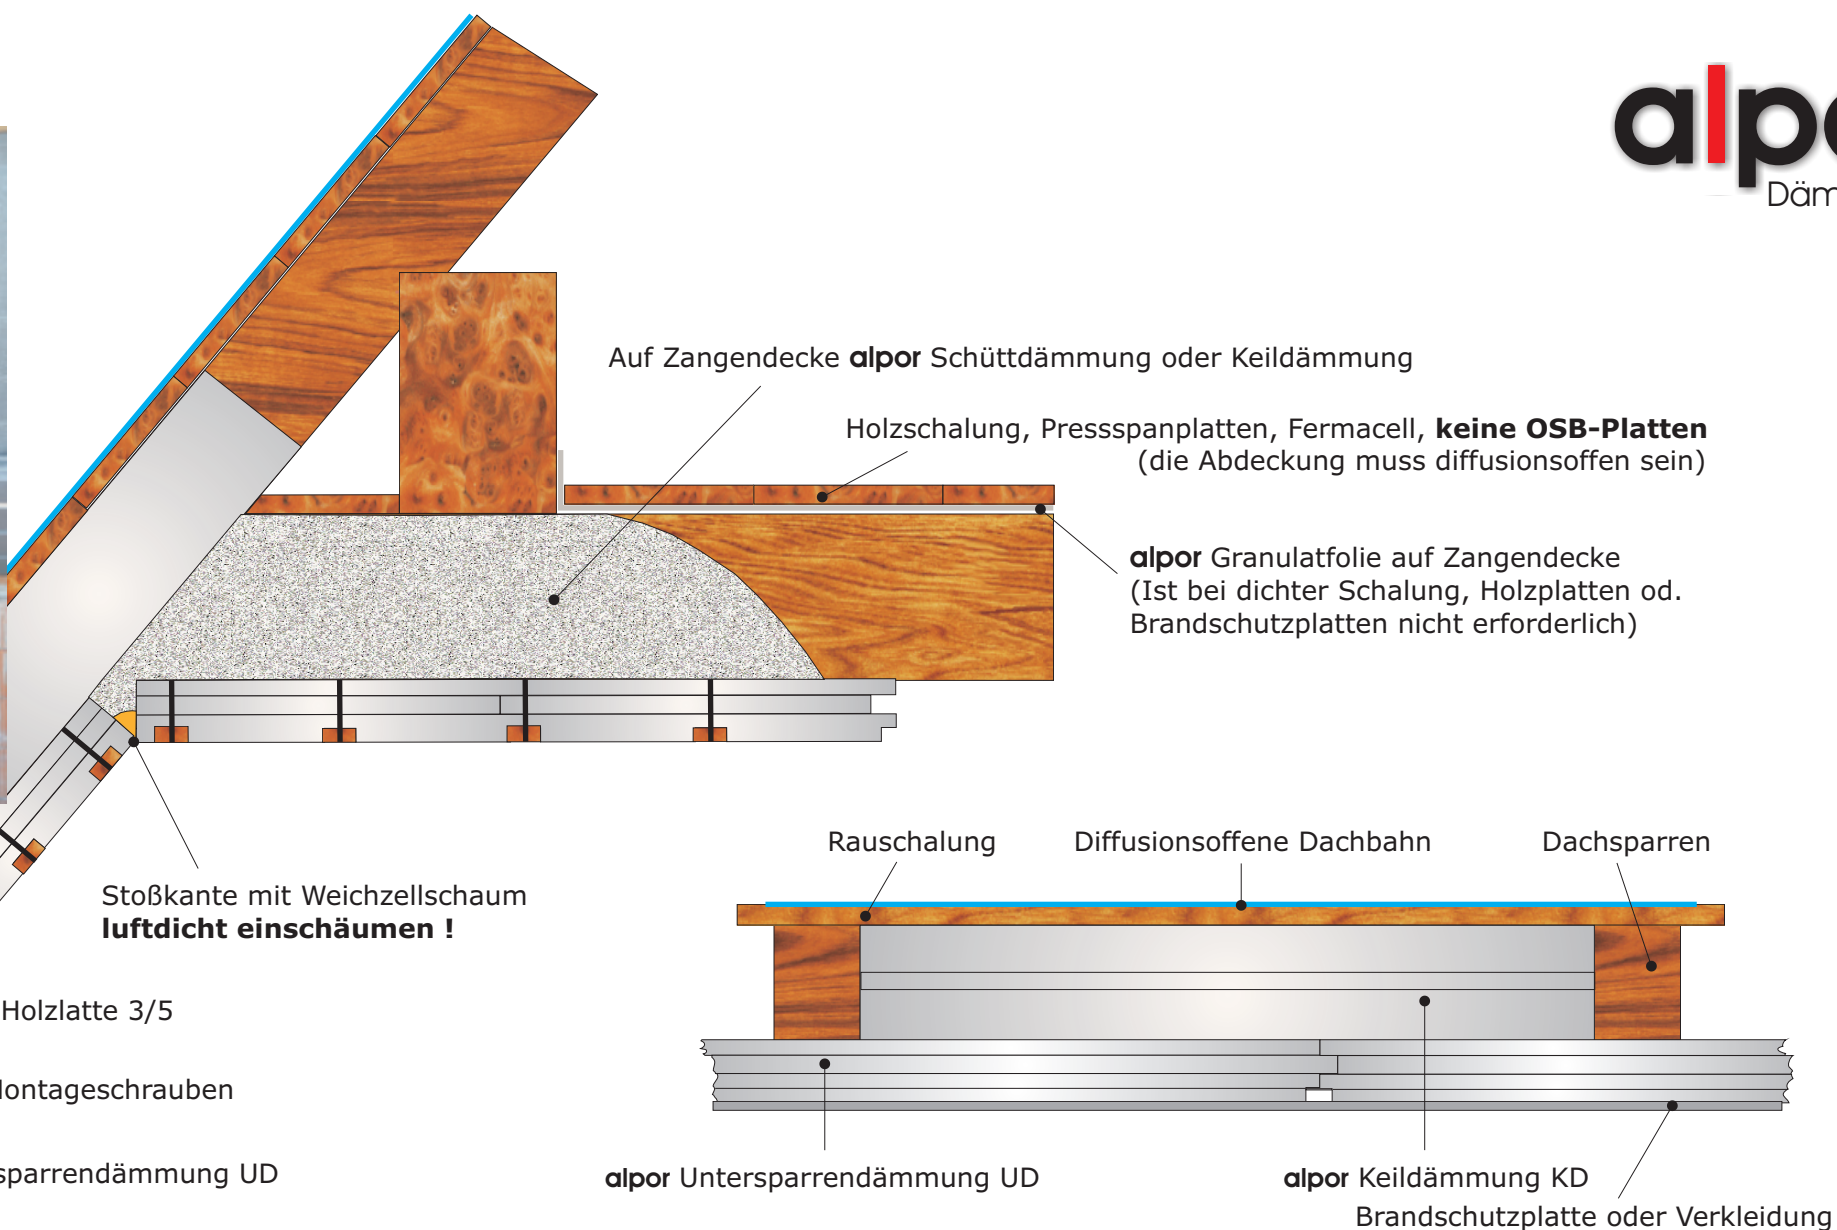 Däm
Auf Zangendecke alpor Schüttdämmung oder Keildämmung
Holzschalung, Pressspanplatten, Fermacell, keine OSB-Platten
(die Abdeckung muss diffusionsoffen sein)
alpor Granulatfolie auf Zangendecke
(Ist bei dichter Schalung, Holzplatten od.
Brandschutzplatten nicht erforderlich)
Stoßkante mit Weichzellschaum
luftdicht einschäumen !
Rauschalung
Diffusionsoffene Dachbahn
Dachsparren
Holzlatte 3/5
Montageschrauben
sparrendämmung UD
alpor Untersparrendämmung UD
alpor Keildämmung KD
Brandschutzplatte oder Verkleidung